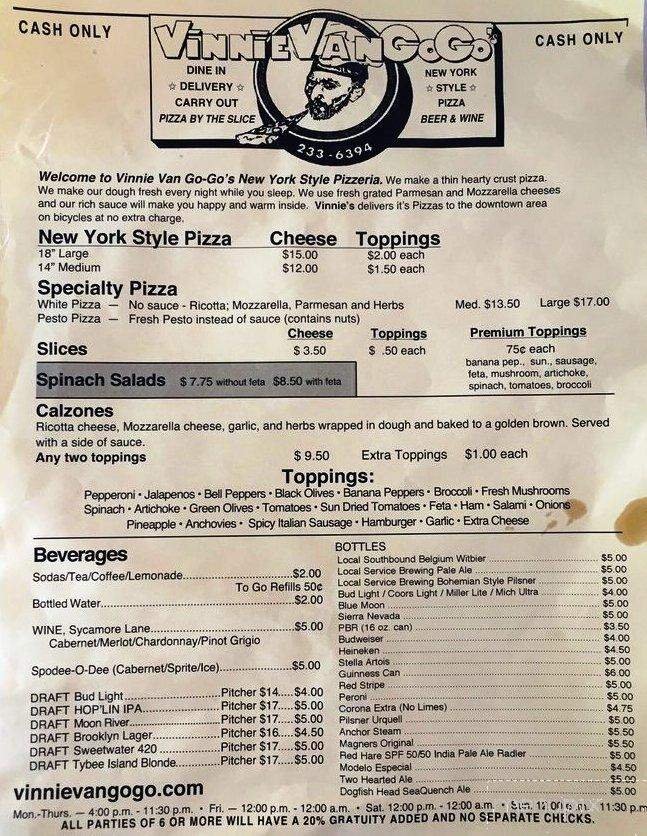 CASH ONLY
VINNIE VAN GOGO'S
CASH ONLY
DINE IN
☆ DELIVERY ☆
CARRY OUT
PIZZA BY THE SLICE
NEW YORK
☆ STYLE ☆
PIZZA
BEER & WINE
233-6394
Welcome to Vinnie Van Go-Go's New York Style Pizzeria. We make a thin hearty crust pizza.
We make our dough fresh every night while you sleep. We use fresh grated Parmesan and Mozzarella cheeses
and our rich sauce will make you happy and warm inside. Vinnie's delivers it's Pizzas to the downtown area
on bicycles at no extra charge.
New York Style Pizza Cheese Toppings
18" Large $15.00 $2.00 each
14" Medium $12.00 $1.50 each
Specialty Pizza
White Pizza — No sauce - Ricotta; Mozzarella, Parmesan and Herbs Med. $13.50 Large $17.00
Pesto Pizza — Fresh Pesto instead of sauce (contains nuts)
Cheese Toppings Premium Toppings
Slices $ 3.50 $ .50 each 75¢ each
banana pep., sun., sausage,
feta, mushroom, artichoke,
spinach, tomatoes, broccoli
Spinach Salads $ 7.75 without feta $8.50 with feta
Calzones
Ricotta cheese, Mozzarella cheese, garlic, and herbs wrapped in dough and baked to a golden brown. Served
with a side of sauce.
Any two toppings $ 9.50 Extra Toppings $1.00 each
Toppings:
Pepperoni • Jalapenos • Bell Peppers • Black Olives • Banana Peppers • Broccoli • Fresh Mushrooms
Spinach • Artichoke • Green Olives • Tomatoes • Sun Dried Tomatoes • Feta • Ham • Salami • Onions
Pineapple • Anchovies • Spicy Italian Sausage • Hamburger • Garlic • Extra Cheese
Beverages
Sodas/Tea/Coffee/Lemonade $2.00
To Go Refills 50¢
Bottled Water $2.00
WINE, Sycamore Lane $5.00
Cabernet/Merlot/Chardonnay/Pinot Grigio
Spodee-O-Dee (Cabernet/Sprite/Ice) $5.00
DRAFT Bud Light Pitcher $14 $4.00
DRAFT HOP'LIN IPA Pitcher $17 $5.00
DRAFT Moon River Pitcher $17 $5.00
DRAFT Brooklyn Lager Pitcher $16 $4.50
DRAFT Sweetwater 420 Pitcher $17 $5.00
DRAFT Tybee Island Blonde Pitcher $17 $5.00
BOTTLES
Local Southbound Belgium Witbier $5.00
Local Service Brewing Pale Ale $5.00
Local Service Brewing Bohemian Style Pilsner $5.00
Bud Light / Coors Light / Miller Lite / Mich Ultra $4.00
Blue Moon $5.00
Sierra Nevada $5.00
PBR (16 oz. can) $3.50
Budweiser $4.00
Heineken $4.50
Stella Artois $5.00
Guinness Can $6.00
Red Stripe $5.00
Peroni $5.00
Corona Extra (No Limes) $4.75
Pilsner Urquell $5.00
Anchor Steam $5.50
Magners Original $5.50
Red Hare SPF 50/50 India Pale Ale Radler $5.00
Modelo Especial $4.50
Two Hearted Ale $5.00
Dogfish Head SeaQuench Ale $5.00
vinnievangogo.com
Mon.-Thurs. — 4:00 p.m. - 11:30 p.m. • Fri. — 12:00 p.m. - 12:00 a.m. • Sat. 12:00 p.m. - 12:00 a.m. • 12:00 p.m. - 11:30 p.m
ALL PARTIES OF 6 OR MORE WILL HAVE A 20% GRATUITY ADDED AND NO SEPARATE CHECKS.